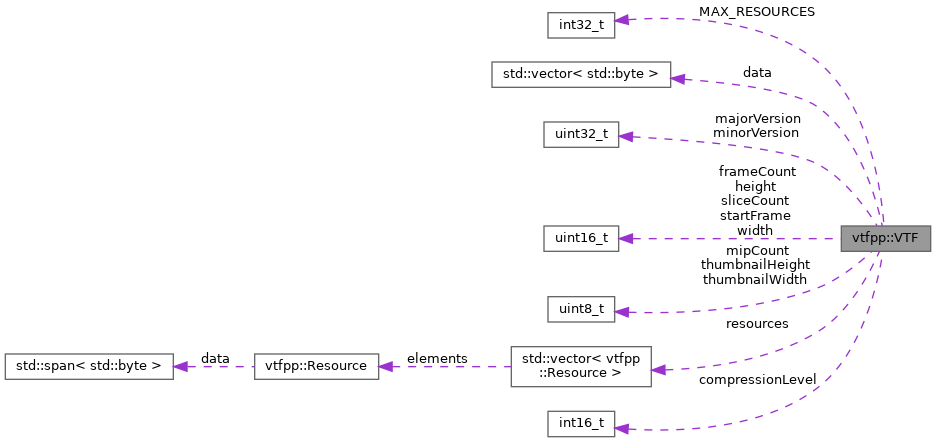 MAX_RESOURCES
int32_t
std::vector< std::byte >
data
majorVersion
minorVersion
uint32_t
frameCount
height
sliceCount
startFrame
width
uint16_t
vtfpp::VTF
mipCount
thumbnailHeight
thumbnailWidth
uint8_t
resources
std::span< std::byte >
data
vtfpp::Resource
elements
std::vector< vtfpp
::Resource >
compressionLevel
int16_t